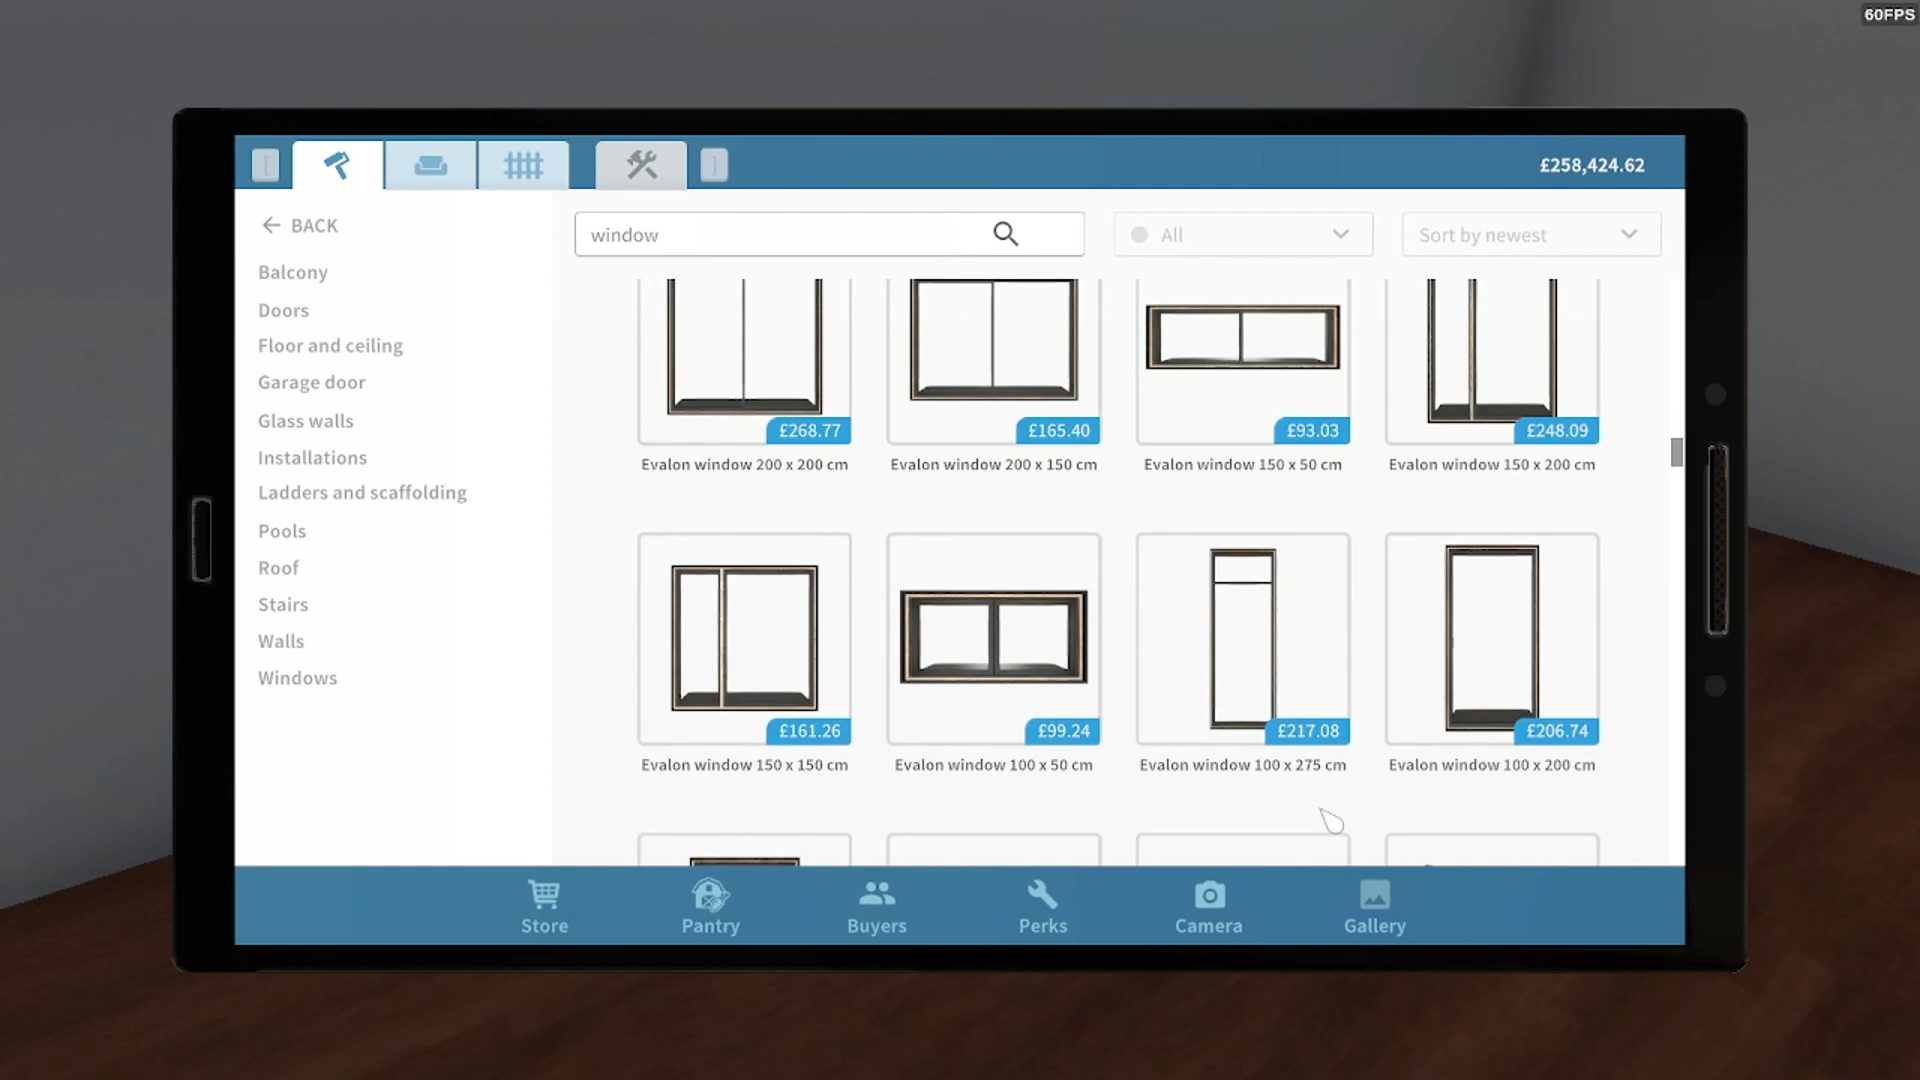 60FPS
£258,424.62
BACK
window
All
Sort by newest
Balcony
Doors
Floor and ceiling
Garage door
Glass walls
Installations
Ladders and scaffolding
Pools
Roof
Stairs
Walls
Windows
£268.77
£165.40
£93.03
£248.09
Evalon window 200 x 200 cm
Evalon window 200 x 150 cm
Evalon window 150 x 50 cm
Evalon window 150 x 200 cm
£161.26
£99.24
£217.08
£206.74
Evalon window 150 x 150 cm
Evalon window 100 x 50 cm
Evalon window 100 x 275 cm
Evalon window 100 x 200 cm
Store
Pantry
Buyers
Perks
Camera
Gallery